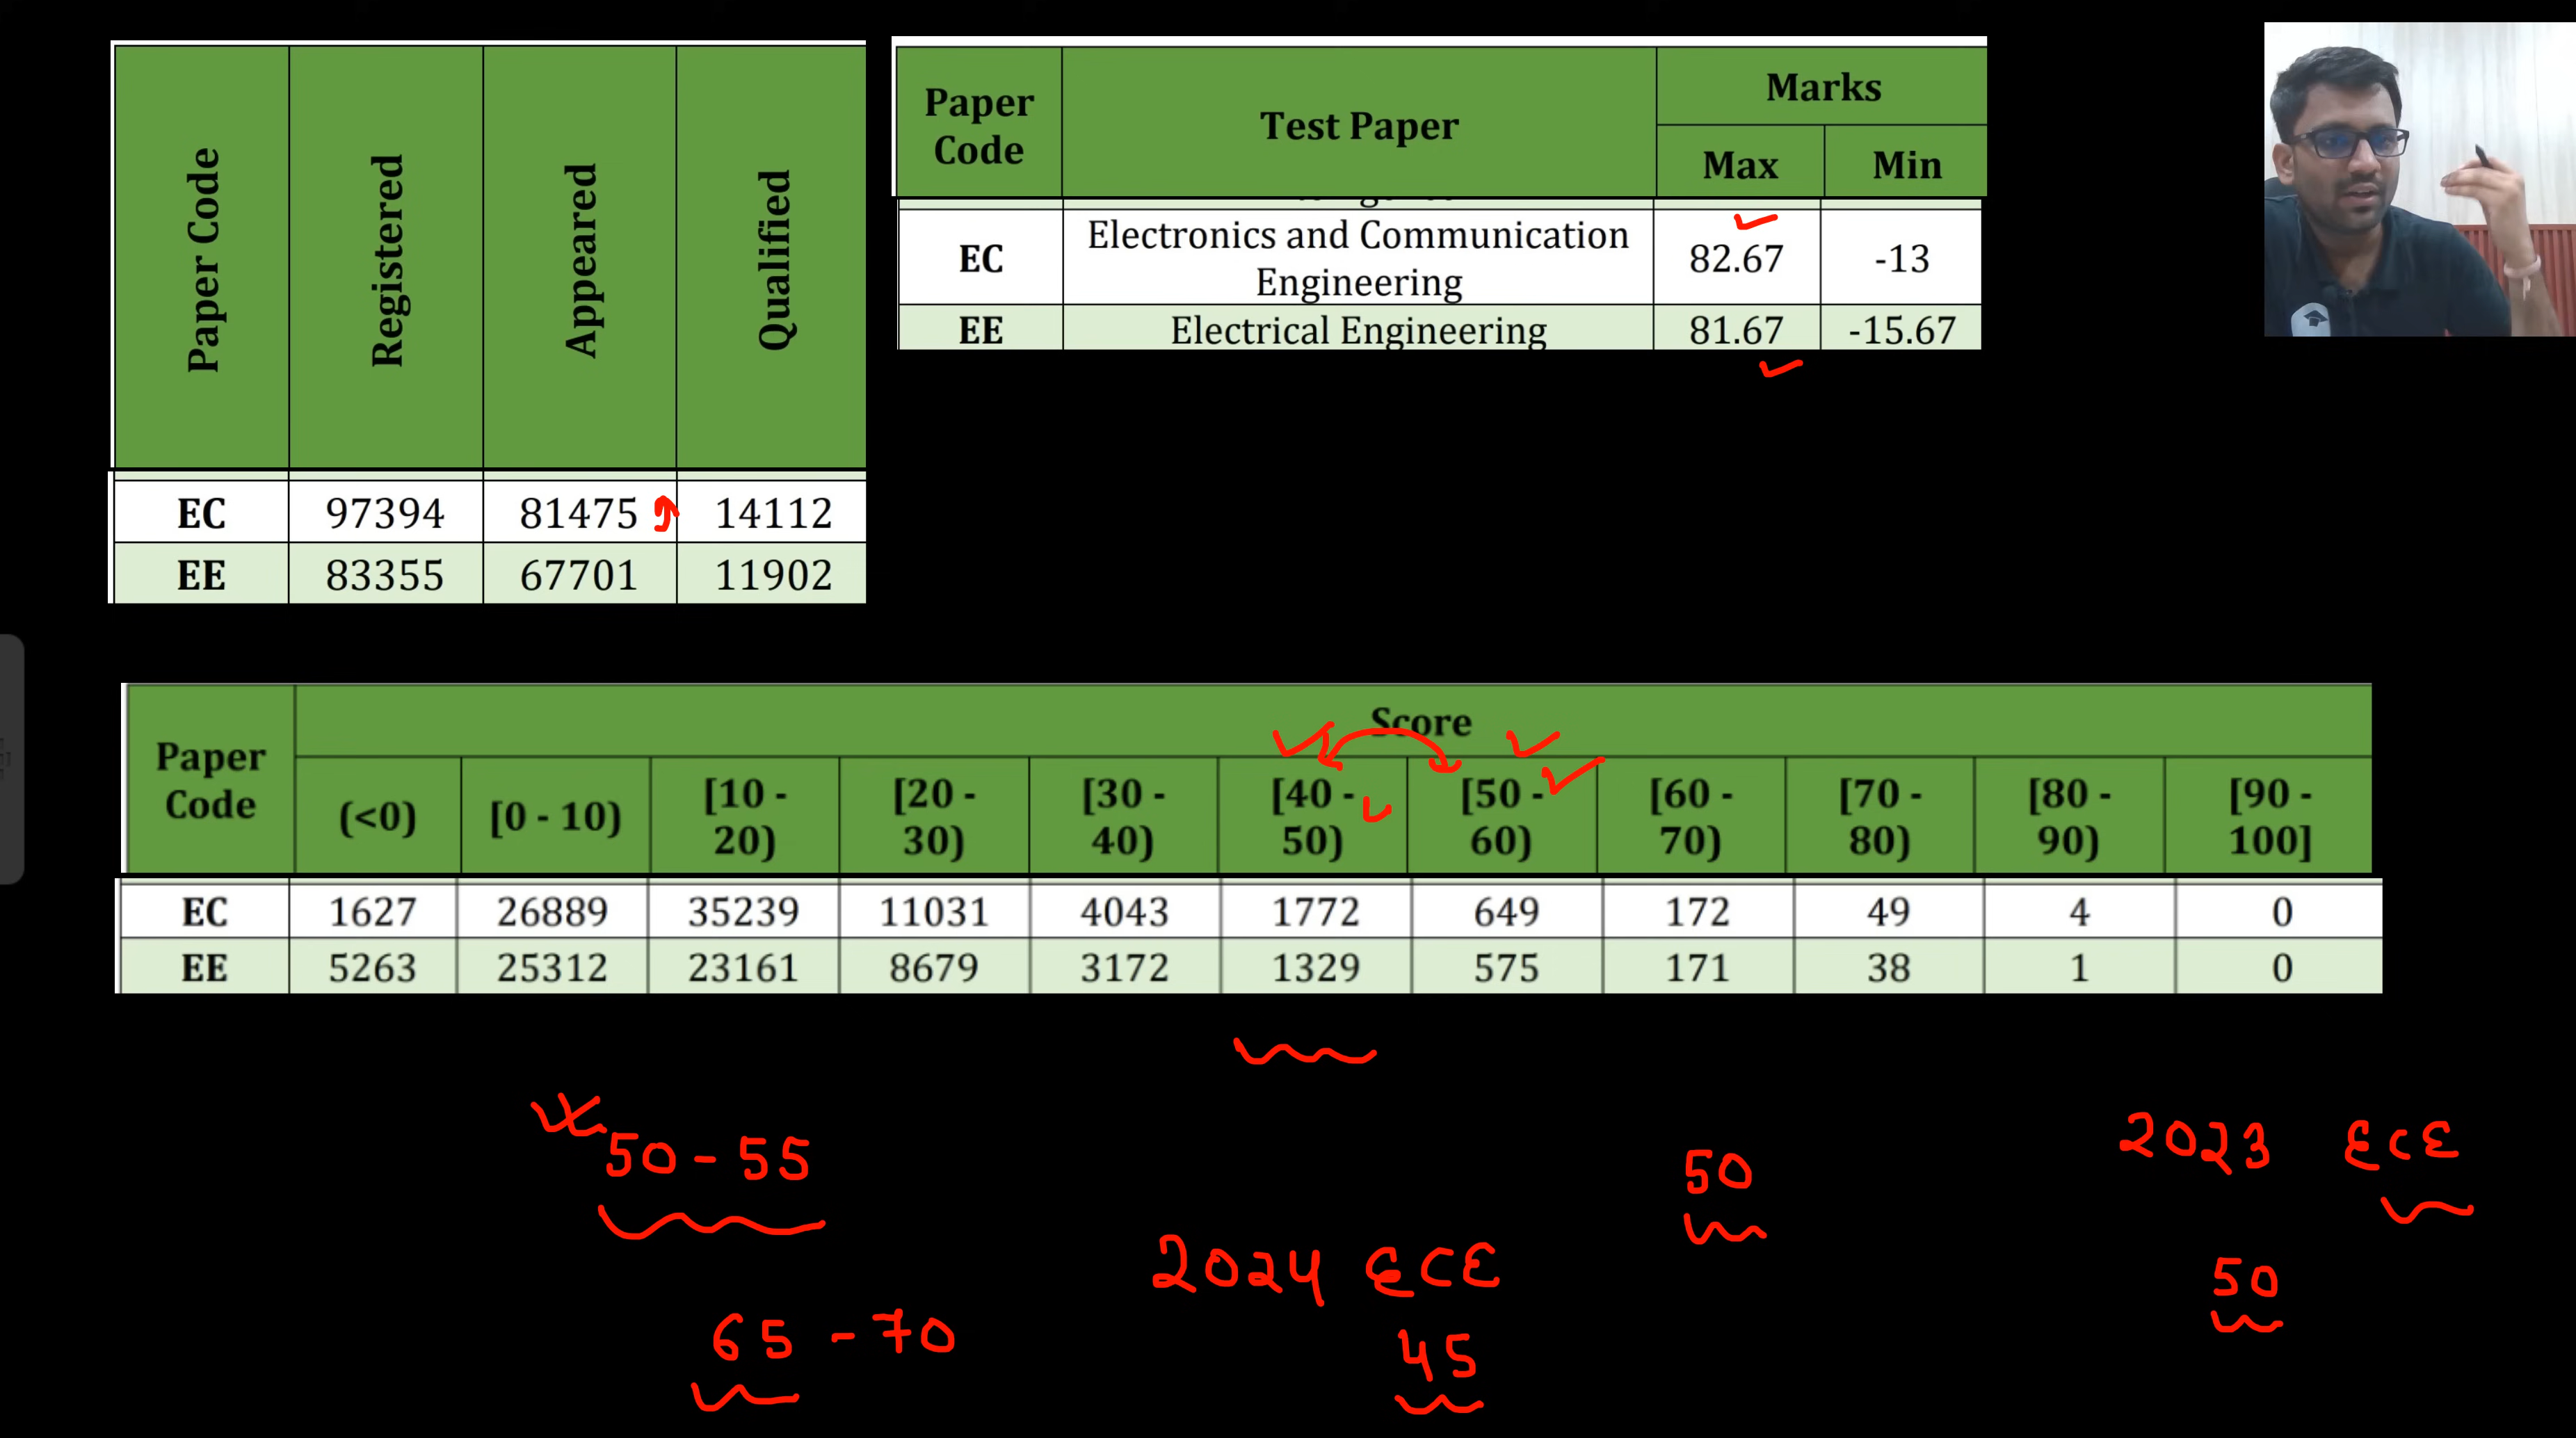 Paper Code Registered Appeared Qualified
EC 97394 81475 14112
EE 83355 67701 11902
Paper Code Test Paper Marks
Max Min
EC Electronics and Communication Engineering 82.67 -13
EE Electrical Engineering 81.67 -15.67
Paper Code Score
(<0) [0 - 10) [10 - 20) [20 - 30) [30 - 40) [40 - 50) [50 - 60) [60 - 70) [70 - 80) [80 - 90) [90 - 100]
EC 1627 26889 35239 11031 4043 1772 649 172 49 4 0
EE 5263 25312 23161 8679 3172 1329 575 171 38 1 0
50 - 55
50
2023 ECE
2024 ECE
50
65 - 70
45